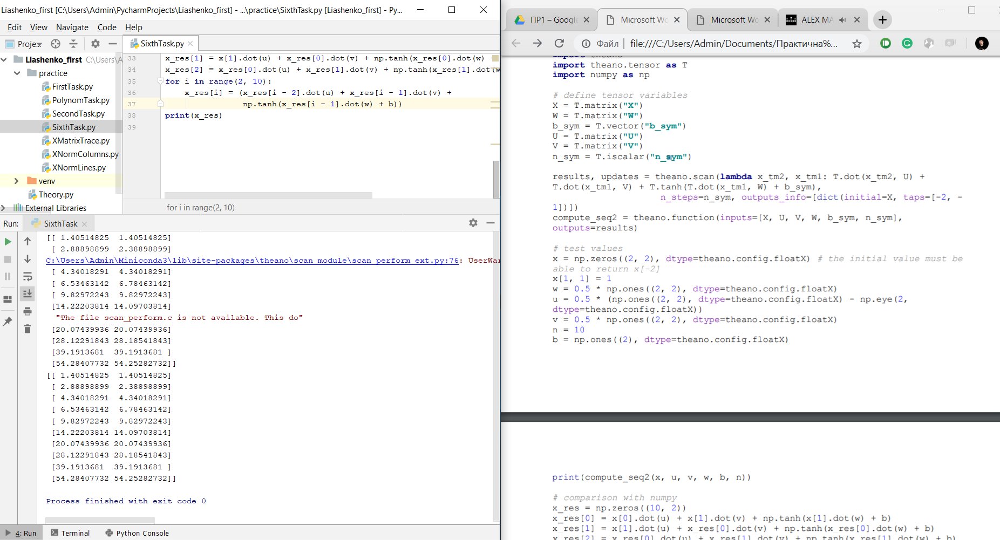 Liashenko_first [C:\Users\Admin\PycharmProjects\Liashenko_first] - ...\practice\SixthTask.py [Liashenko_first] - Py...
Edit View Navigate Code Help
Proje
SixthTask.py
Liashenko_first C:\Users\A
practice
FirstTask.py
PolynomTask.py
SecondTask.py
SixthTask.py
XMatrixTrace.py
XNormColumns.py
XNormLines.py
venv
Theory.py
External Libraries
33 x_res[1] = x[1].dot(u) + x_res[0].dot(v) + np.tanh(x_res[0].dot(w) +
34 x_res[2] = x_res[0].dot(u) + x_res[1].dot(v) + np.tanh(x_res[1].dot(w
35 for i in range(2, 10):
36 x_res[i] = (x_res[i - 2].dot(u) + x_res[i - 1].dot(v) +
37 np.tanh(x_res[i - 1].dot(w) + b))
38 print(x_res)
39
for i in range(2, 10)
Run: SixthTask
[[ 1.40514825 1.40514825]
[ 2.88898899 2.38898899]
C:\Users\Admin\Miniconda3\lib\site-packages\theano\scan_module\scan_perform_ext.py:76: UserWar
[ 4.34018291 4.34018291]
[ 6.53463142 6.78463142]
[ 9.82972243 9.82972243]
[14.22203814 14.09703814]
"The file scan_perform.c is not available. This do"
[20.07439936 20.07439936]
[28.12291843 28.18541843]
[39.1913681 39.1913681 ]
[54.28407732 54.25282732]]
[[ 1.40514825 1.40514825]
[ 2.88898899 2.38898899]
[ 4.34018291 4.34018291]
[ 6.53463142 6.78463142]
[ 9.82972243 9.82972243]
[14.22203814 14.09703814]
[20.07439936 20.07439936]
[28.12291843 28.18541843]
[39.1913681 39.1913681 ]
[54.28407732 54.25282732]]
Process finished with exit code 0
4: Run Terminal Python Console
ПР1 – Google Microsoft Wo Microsoft Wo ALEX MA
Файл file:///C:/Users/Admin/Documents/Практична%...
import theano
import theano.tensor as T
import numpy as np
# define tensor variables
X = T.matrix("X")
W = T.matrix("W")
b_sym = T.vector("b_sym")
U = T.matrix("U")
V = T.matrix("V")
n_sym = T.iscalar("n_sym")
results, updates = theano.scan(lambda x_tm2, x_tm1: T.dot(x_tm2, U) +
T.dot(x_tm1, V) + T.tanh(T.dot(x_tm1, W) + b_sym),
n_steps=n_sym, outputs_info=[dict(initial=X, taps=[-2, -
1])])
compute_seq2 = theano.function(inputs=[X, U, V, W, b_sym, n_sym],
outputs=results)
# test values
x = np.zeros((2, 2), dtype=theano.config.floatX) # the initial value must be
able to return x[-2]
x[1, 1] = 1
w = 0.5 * np.ones((2, 2), dtype=theano.config.floatX)
u = 0.5 * (np.ones((2, 2), dtype=theano.config.floatX) - np.eye(2,
dtype=theano.config.floatX))
v = 0.5 * np.ones((2, 2), dtype=theano.config.floatX)
n = 10
b = np.ones((2), dtype=theano.config.floatX)
print(compute_seq2(x, u, v, w, b, n))
# comparison with numpy
x_res = np.zeros((10, 2))
x_res[0] = x[0].dot(u) + x[1].dot(v) + np.tanh(x[1].dot(w) + b)
x_res[1] = x[1].dot(u) + x_res[0].dot(v) + np.tanh(x_res[0].dot(w) + b)
x_res[2] = x_res[0].dot(u) + x_res[1].dot(v) + np.tanh(x_res[1].dot(w) + b)